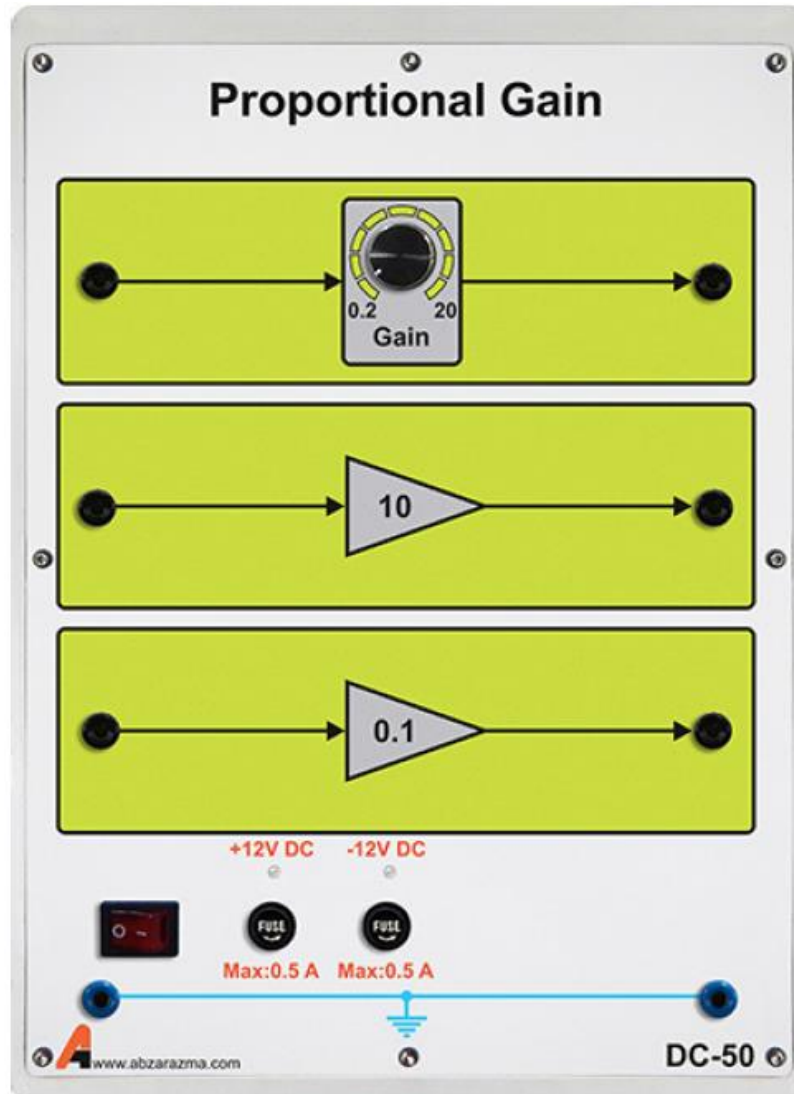 Proportional Gain
0.2 20
Gain
10
0.1
+12V DC -12V DC
FUSE FUSE
Max:0.5 A Max:0.5 A
www.abzarazma.com
DC-50